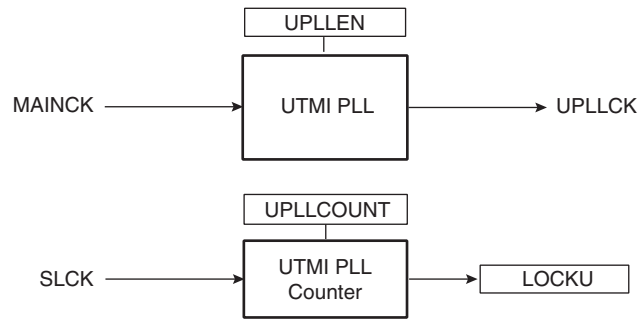 UPLLEN
MAINCK
UTMI PLL
UPLLCK
UPLLCOUNT
SLCK
UTMI PLL
Counter
LOCKU